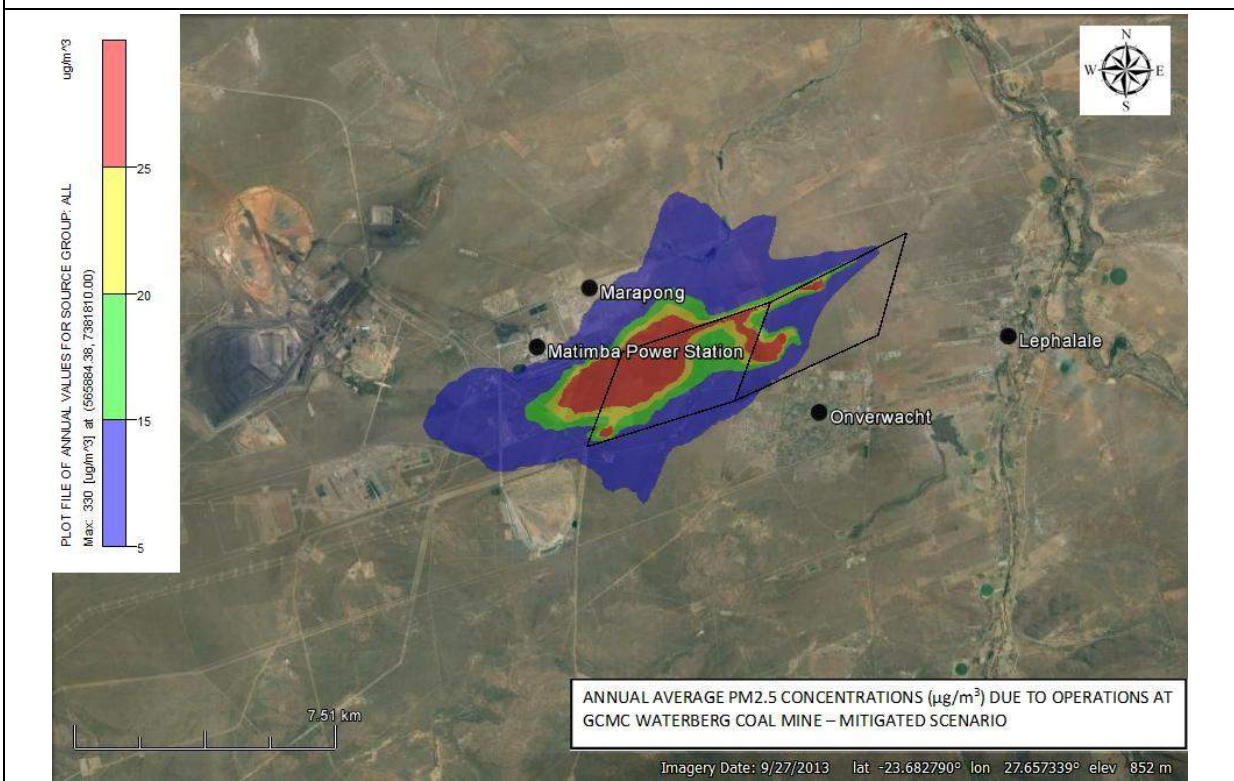 PLOT FILE OF ANNUAL VALUES FOR SOURCE GROUP: ALL
ug/m^3
Max: 330 [ug/m^3] at (565884.38, 7381810.00)
25
20
15
5
N
W
E
S
Marapong
Matimba Power Station
Lephalale
Onverwacht
7.51 km
ANNUAL AVERAGE PM2.5 CONCENTRATIONS (µg/m³) DUE TO OPERATIONS AT
GCMC WATERBERG COAL MINE – MITIGATED SCENARIO
Imagery Date: 9/27/2013 lat -23.682790° lon 27.657339° elev 852 m